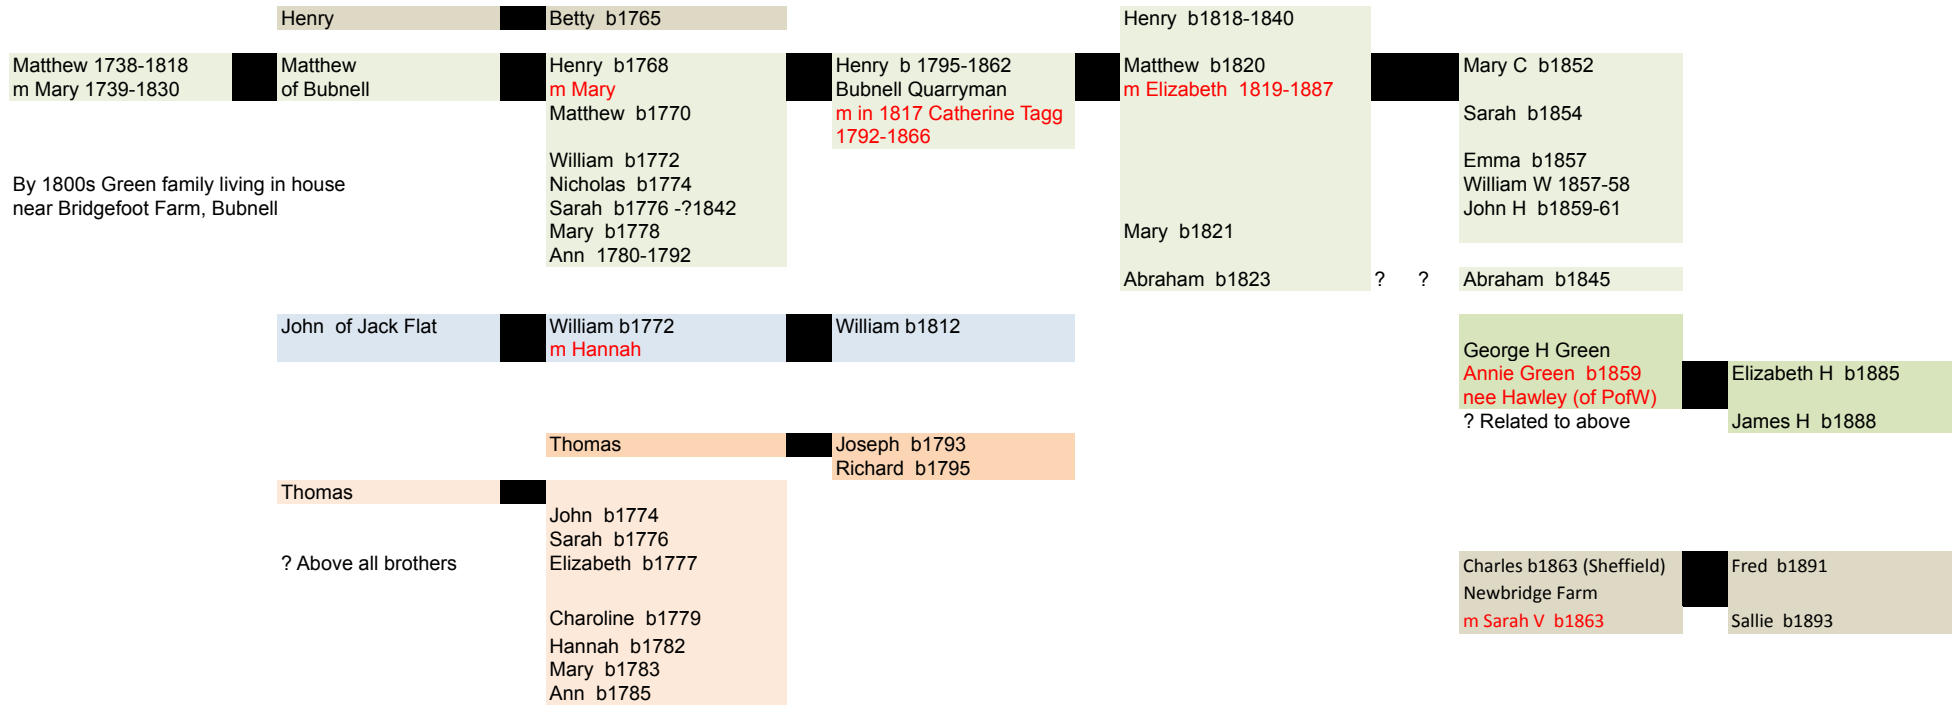 Henry
Betty b1765
Henry b1818-1840
Matthew 1738-1818
m Mary 1739-1830
Matthew
of Bubnell
Henry b1768
m Mary
Matthew b1770
William b1772
Nicholas b1774
Sarah b1776 -?1842
Mary b1778
Ann 1780-1792
Henry b 1795-1862
Bubnell Quarryman
m in 1817 Catherine Tagg
1792-1866
Matthew b1820
m Elizabeth 1819-1887
Mary b1821
Abraham b1823
? ?
Mary C b1852
Sarah b1854
Emma b1857
William W 1857-58
John H b1859-61
Abraham b1845
By 1800s Green family living in house
near Bridgefoot Farm, Bubnell
John of Jack Flat
William b1772
m Hannah
William b1812
George H Green
Annie Green b1859
nee Hawley (of PofW)
? Related to above
Elizabeth H b1885
James H b1888
Thomas
Joseph b1793
Richard b1795
Thomas
John b1774
Sarah b1776
Elizabeth b1777
Charoline b1779
Hannah b1782
Mary b1783
Ann b1785
? Above all brothers
Charles b1863 (Sheffield)
Newbridge Farm
m Sarah V b1863
Fred b1891
Sallie b1893